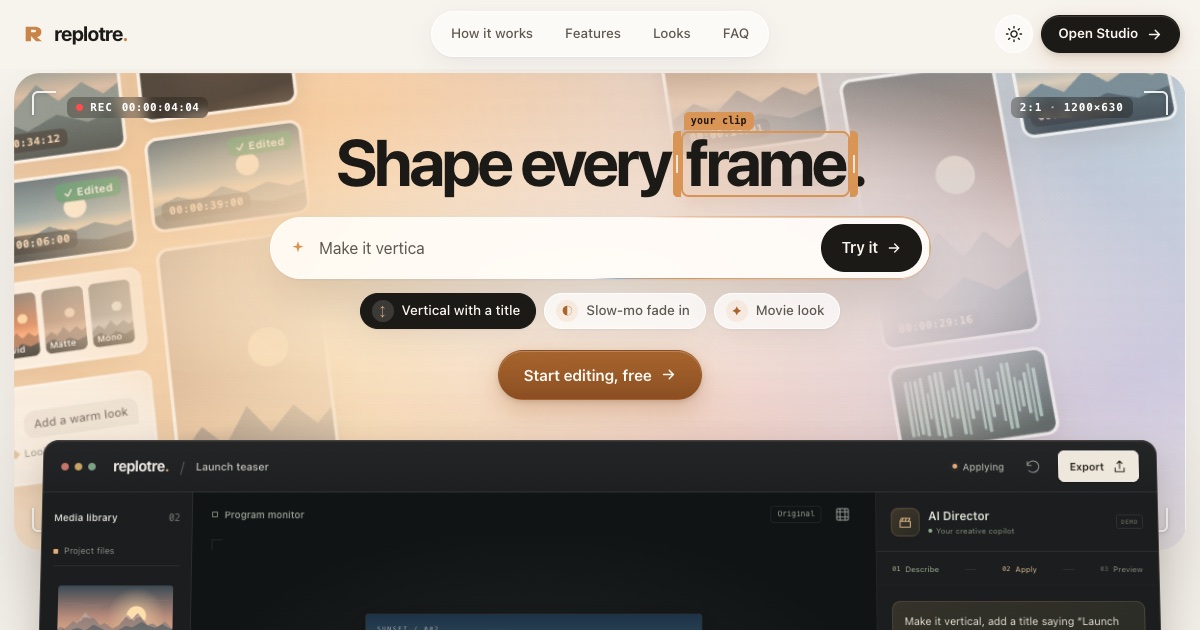 replotre.
How it works
Features
Looks
FAQ
Open Studio
REC 00:00:04:04
2:1 · 1200×630
:34:12
✓ Edited
your clip
Shape every frame.
✓ Edited
00:00:39:00
00:06:00
Make it vertica
Try it
Vertical with a title
Slow-mo fade in
Movie look
00:00:29:16
Matte
Mono
Start editing, free
Add a warm look
replotre. / Launch teaser
Applying
Export
Media library 02
Program monitor
Original
AI Director
Your creative copilot
DEMO
Project files
01 Describe
02 Apply
03 Preview
Make it vertical, add a title saying "Launch